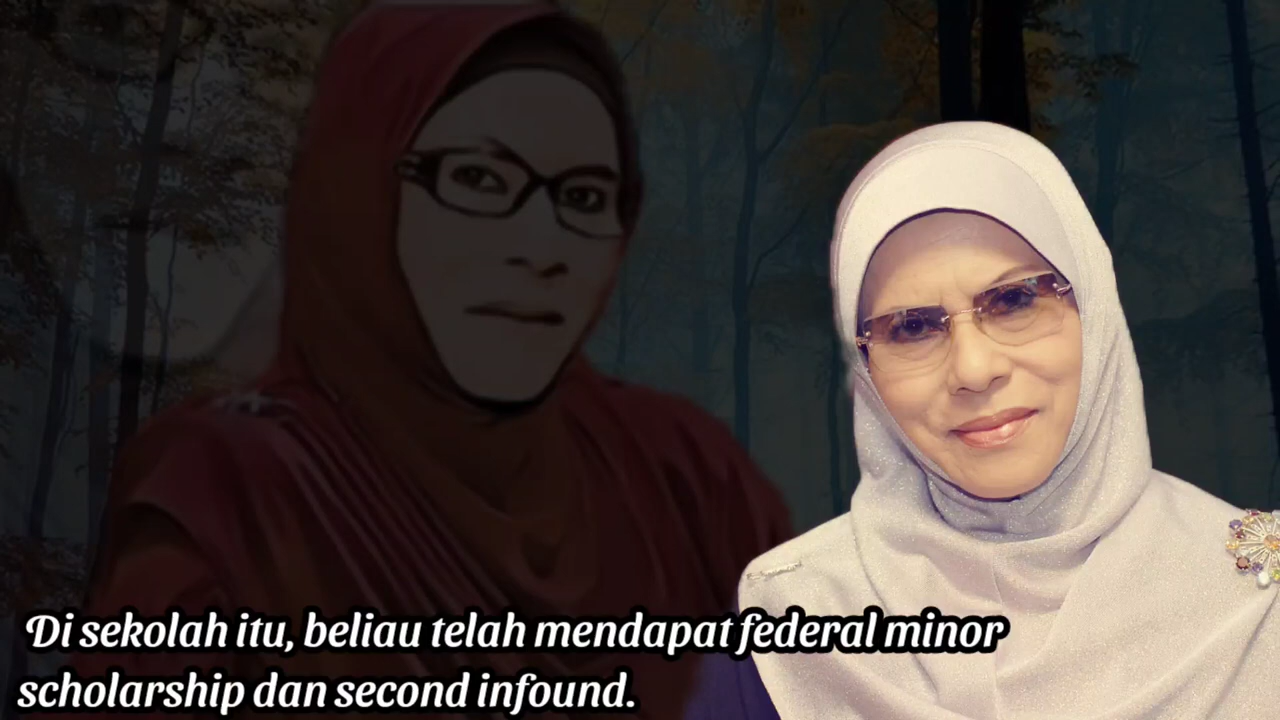 Di sekolah itu, beliau telah mendapat federal minor
scholarship dan second infound.